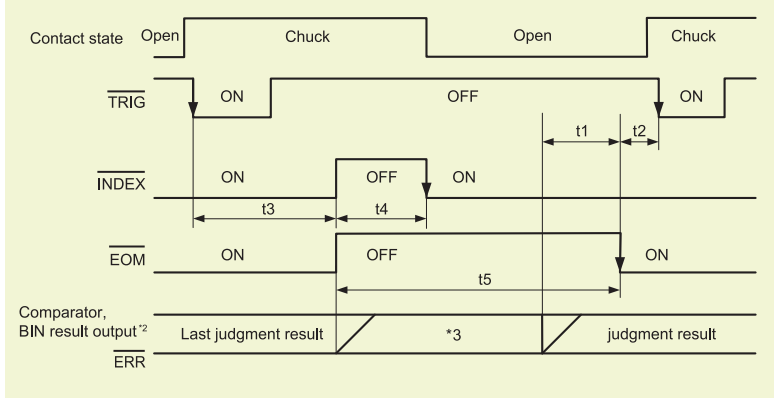 Contact state Open Chuck Open Chuck
TRIG ON OFF ON
t1 t2
INDEX ON OFF ON
t3 t4
EOM ON OFF ON
t5
Comparator,
BIN result output*2 Last judgment result *3 judgment result
ERR